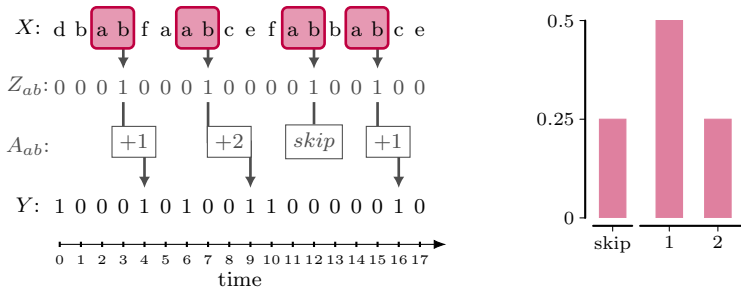 X: d b a b f a a b c e f a b b a b c e
Z_ab: 0 0 0 1 0 0 0 1 0 0 0 0 1 0 0 1 0 0
A_ab: +1 +2 skip +1
Y: 1 0 0 0 1 0 1 0 0 1 1 0 0 0 0 0 1 0
0 1 2 3 4 5 6 7 8 9 10 11 12 13 14 15 16 17
time
0.5
0.25
0
skip 1 2